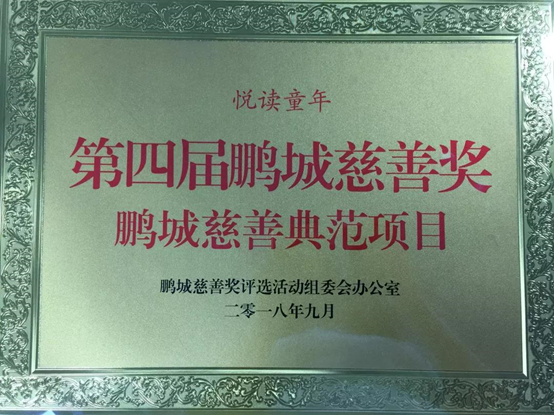 悦读童年
第四届鹏城慈善奖
鹏城慈善典范项目
鹏城慈善奖评选活动组委会办公室
二零一八年九月